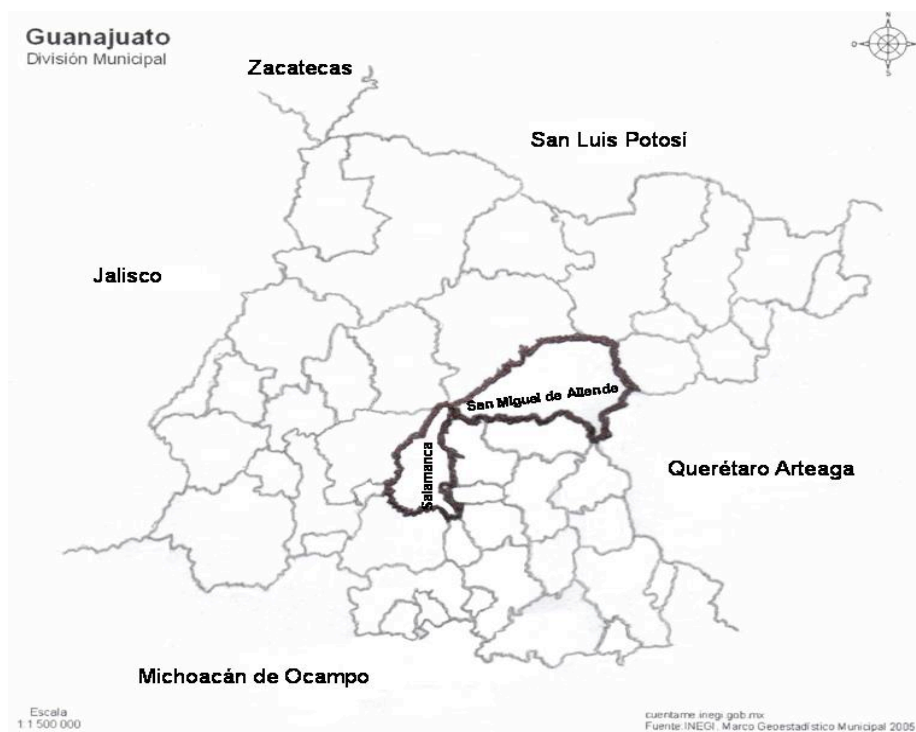 Guanajuato
División Municipal
N
O
S
Zacatecas
San Luis Potosí
Jalisco
San Miguel de Allende
Salamanca
Querétaro Arteaga
Michoacán de Ocampo
Escala
1:1 500 000
cuentame.inegi.gob.mx
Fuente:INEGI. Marco Geoestadístico Municipal 2005